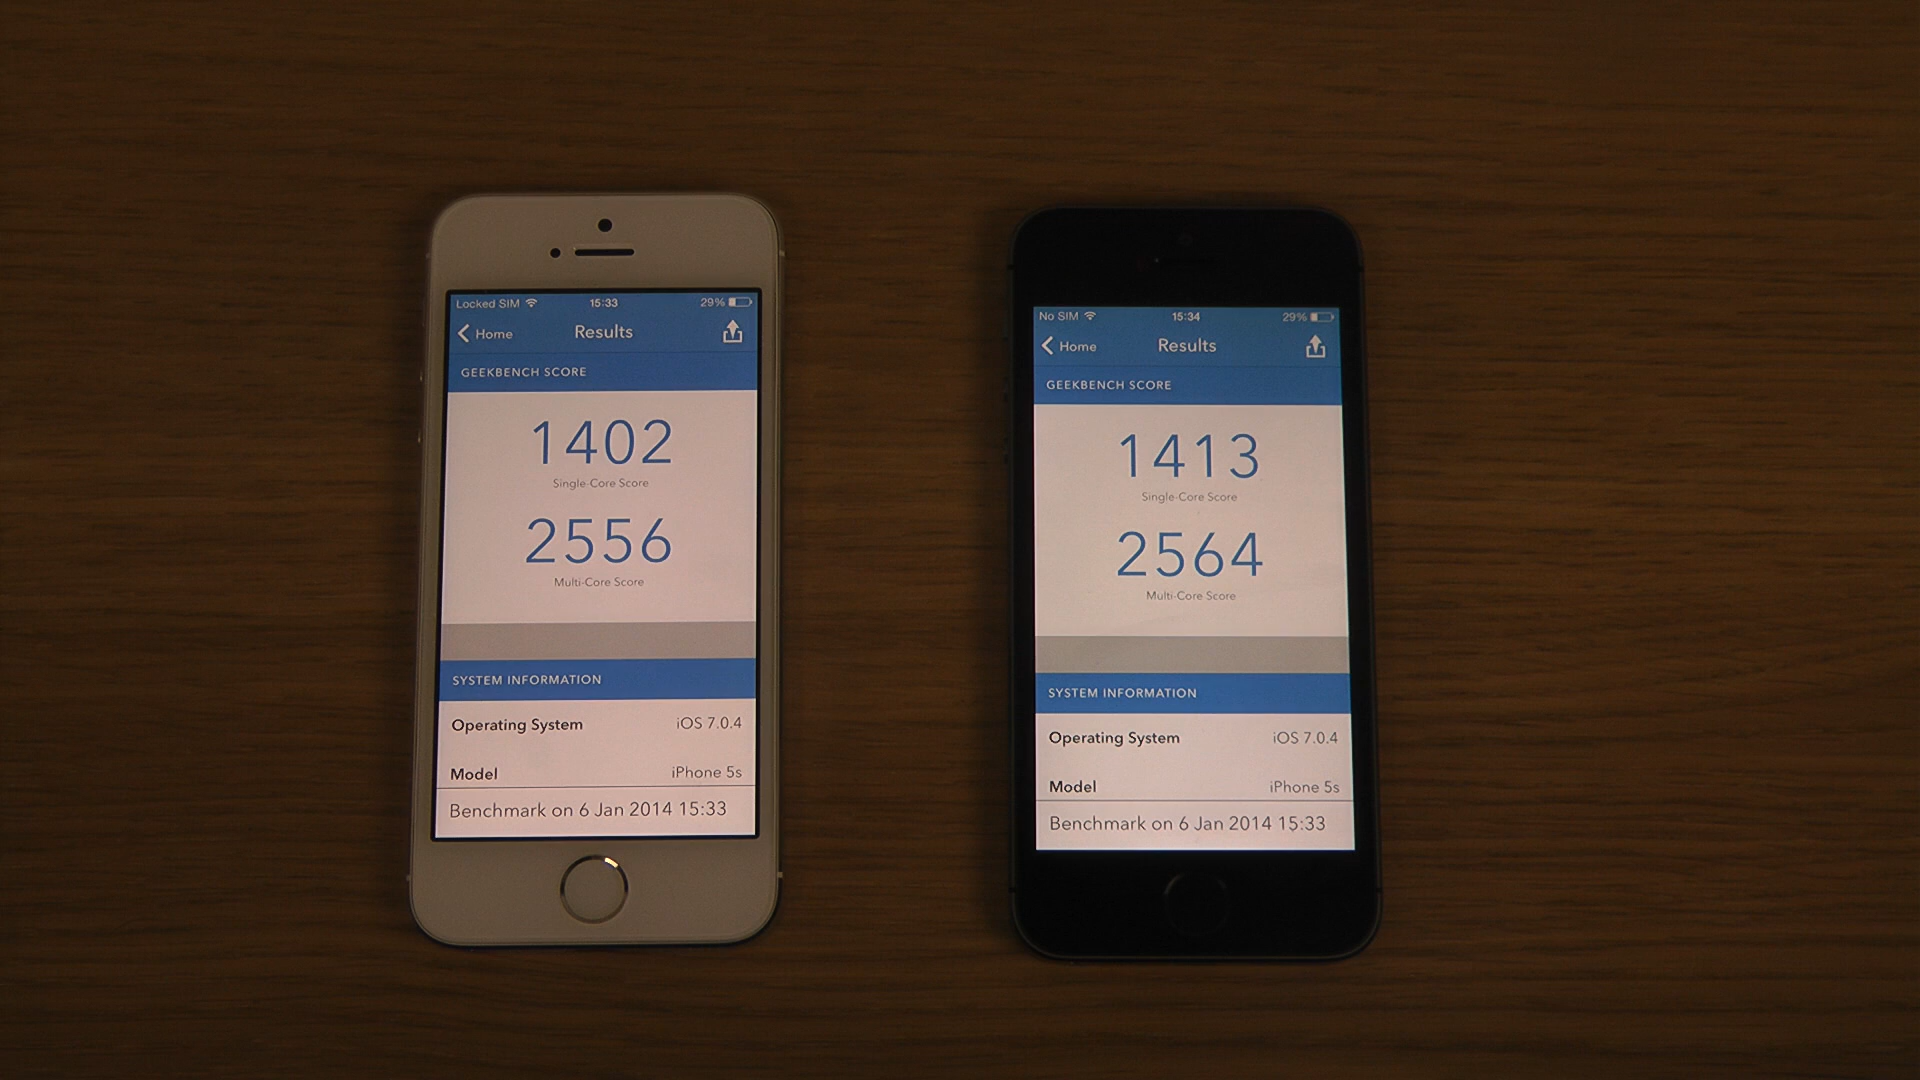 Locked SIM 15:33 29%
Home Results
GEEKBENCH SCORE
1402
Single-Core Score
2556
Multi-Core Score
SYSTEM INFORMATION
Operating System iOS 7.0.4
Model iPhone 5s
Benchmark on 6 Jan 2014 15:33
No SIM 15:34 29%
Home Results
GEEKBENCH SCORE
1413
Single-Core Score
2564
Multi-Core Score
SYSTEM INFORMATION
Operating System iOS 7.0.4
Model iPhone 5s
Benchmark on 6 Jan 2014 15:33